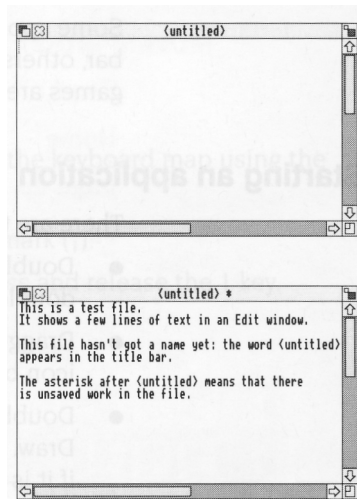 <untitled>
<untitled> *
This is a test file.
It shows a few lines of text in an Edit window.
This file hasn't got a name yet: the word <untitled>
appears in the title bar.
The asterisk after <untitled> means that there
is unsaved work in the file.